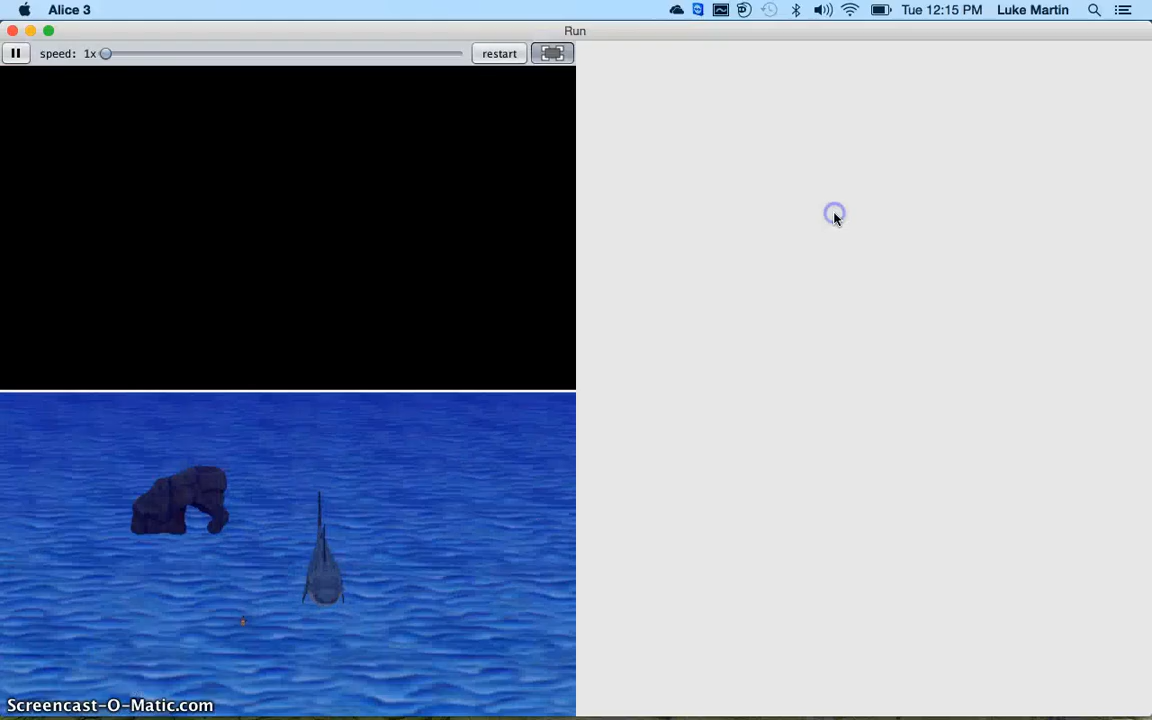 Alice 3
Tue 12:15 PM Luke Martin
Run
speed: 1x
restart
Screencast-O-Matic.com